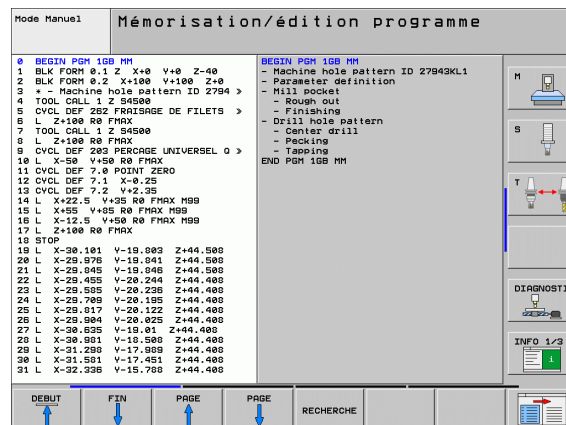 Mode Manuel
Mémorisation/édition programme
0 BEGIN PGM 1GB MM
1 BLK FORM 0.1 Z X+0 Y+0 Z-40
2 BLK FORM 0.2 X+100 Y+100 Z+0
3 * - Machine hole pattern ID 2794 »
4 TOOL CALL 1 Z S4500
5 CYCL DEF 262 FRAISAGE DE FILETS »
6 L Z+100 R0 FMAX
7 TOOL CALL 1 Z S4500
8 L Z+100 R0 FMAX
9 CYCL DEF 203 PERCAGE UNIVERSEL Q »
10 L X-50 Y+50 R0 FMAX
11 CYCL DEF 7.0 POINT ZERO
12 CYCL DEF 7.1 X-0.25
13 CYCL DEF 7.2 Y+2.35
14 L X+22.5 Y+35 R0 FMAX M99
15 L X+55 Y+85 R0 FMAX M99
16 L X-12.5 Y+50 R0 FMAX M99
17 L Z+100 R0 FMAX
18 STOP
19 L X-30.101 Y-19.803 Z+44.508
20 L X-29.976 Y-19.841 Z+44.508
21 L X-29.845 Y-19.846 Z+44.508
22 L X-29.455 Y-20.244 Z+44.408
23 L X-29.585 Y-20.236 Z+44.408
24 L X-29.709 Y-20.195 Z+44.408
25 L X-29.817 Y-20.122 Z+44.408
26 L X-29.904 Y-20.025 Z+44.408
27 L X-30.635 Y-19.01 Z+44.408
28 L X-30.981 Y-18.508 Z+44.408
29 L X-31.298 Y-17.989 Z+44.408
30 L X-31.581 Y-17.451 Z+44.408
31 L X-32.336 Y-15.788 Z+44.408
BEGIN PGM 1GB MM
- Machine hole pattern ID 27943KL1
- Parameter definition
- Mill pocket
- Rough out
- Finishing
- Drill hole pattern
- Center drill
- Pecking
- Tapping
END PGM 1GB MM
M
S
T
DIAGNOSTI
INFO 1/3
i
DEBUT
FIN
PAGE
PAGE
RECHERCHE